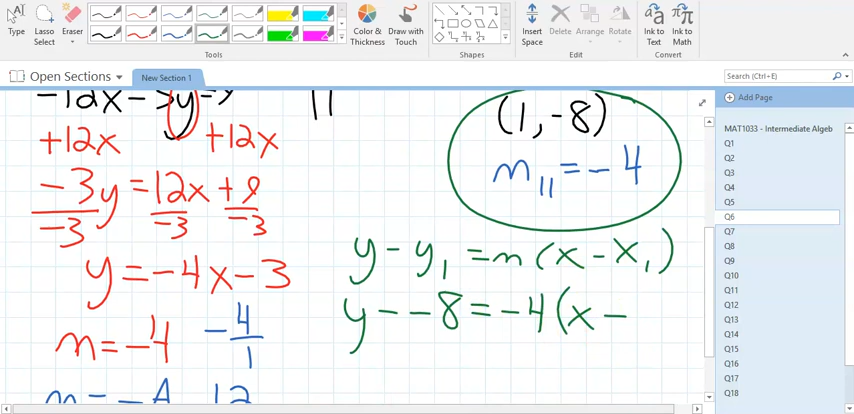 Type
Lasso Select
Eraser
Color & Thickness
Draw with Touch
Insert Space
Delete
Arrange
Rotate
Ink to Text
Ink to Math
Tools
Shapes
Edit
Convert
Open Sections
New Section 1
Search (Ctrl+E)
Add Page
MAT1033 - Intermediate Algeb
Q1
Q2
Q3
Q4
Q5
Q6
Q7
Q8
Q9
Q10
Q11
Q12
Q13
Q14
Q15
Q16
Q17
Q18
+12x +12x
-3y = 12x + 9
-3 -3 -3
y = -4x - 3
m = -4
-4/1
||
(1, -8)
m|| = -4
y - y₁ = m(x - x₁)
y - -8 = -4(x -